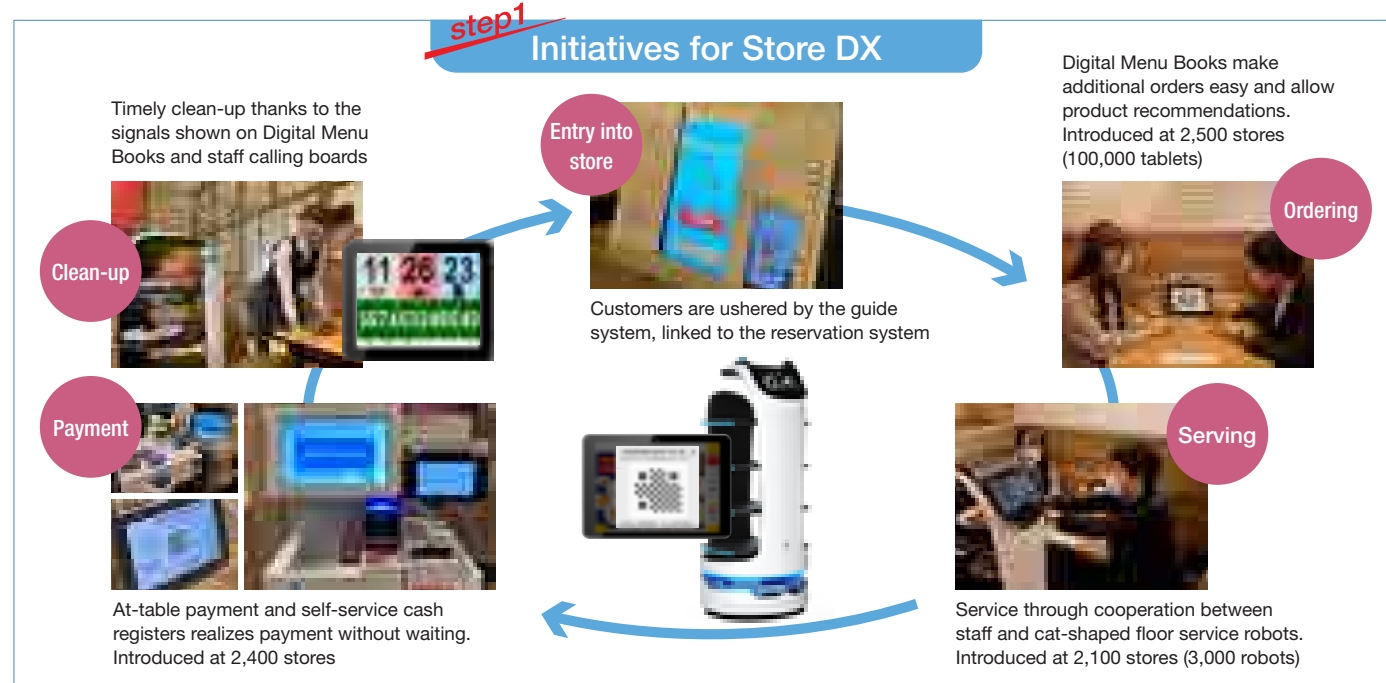 step1
Initiatives for Store DX
Timely clean-up thanks to the
signals shown on Digital Menu
Books and staff calling boards
Clean-up
11 26 23
Entry into
store
Customers are ushered by the guide
system, linked to the reservation system
Digital Menu Books make
additional orders easy and allow
product recommendations.
Introduced at 2,500 stores
(100,000 tablets)
Ordering
Serving
Service through cooperation between
staff and cat-shaped floor service robots.
Introduced at 2,100 stores (3,000 robots)
Payment
At-table payment and self-service cash
registers realizes payment without waiting.
Introduced at 2,400 stores